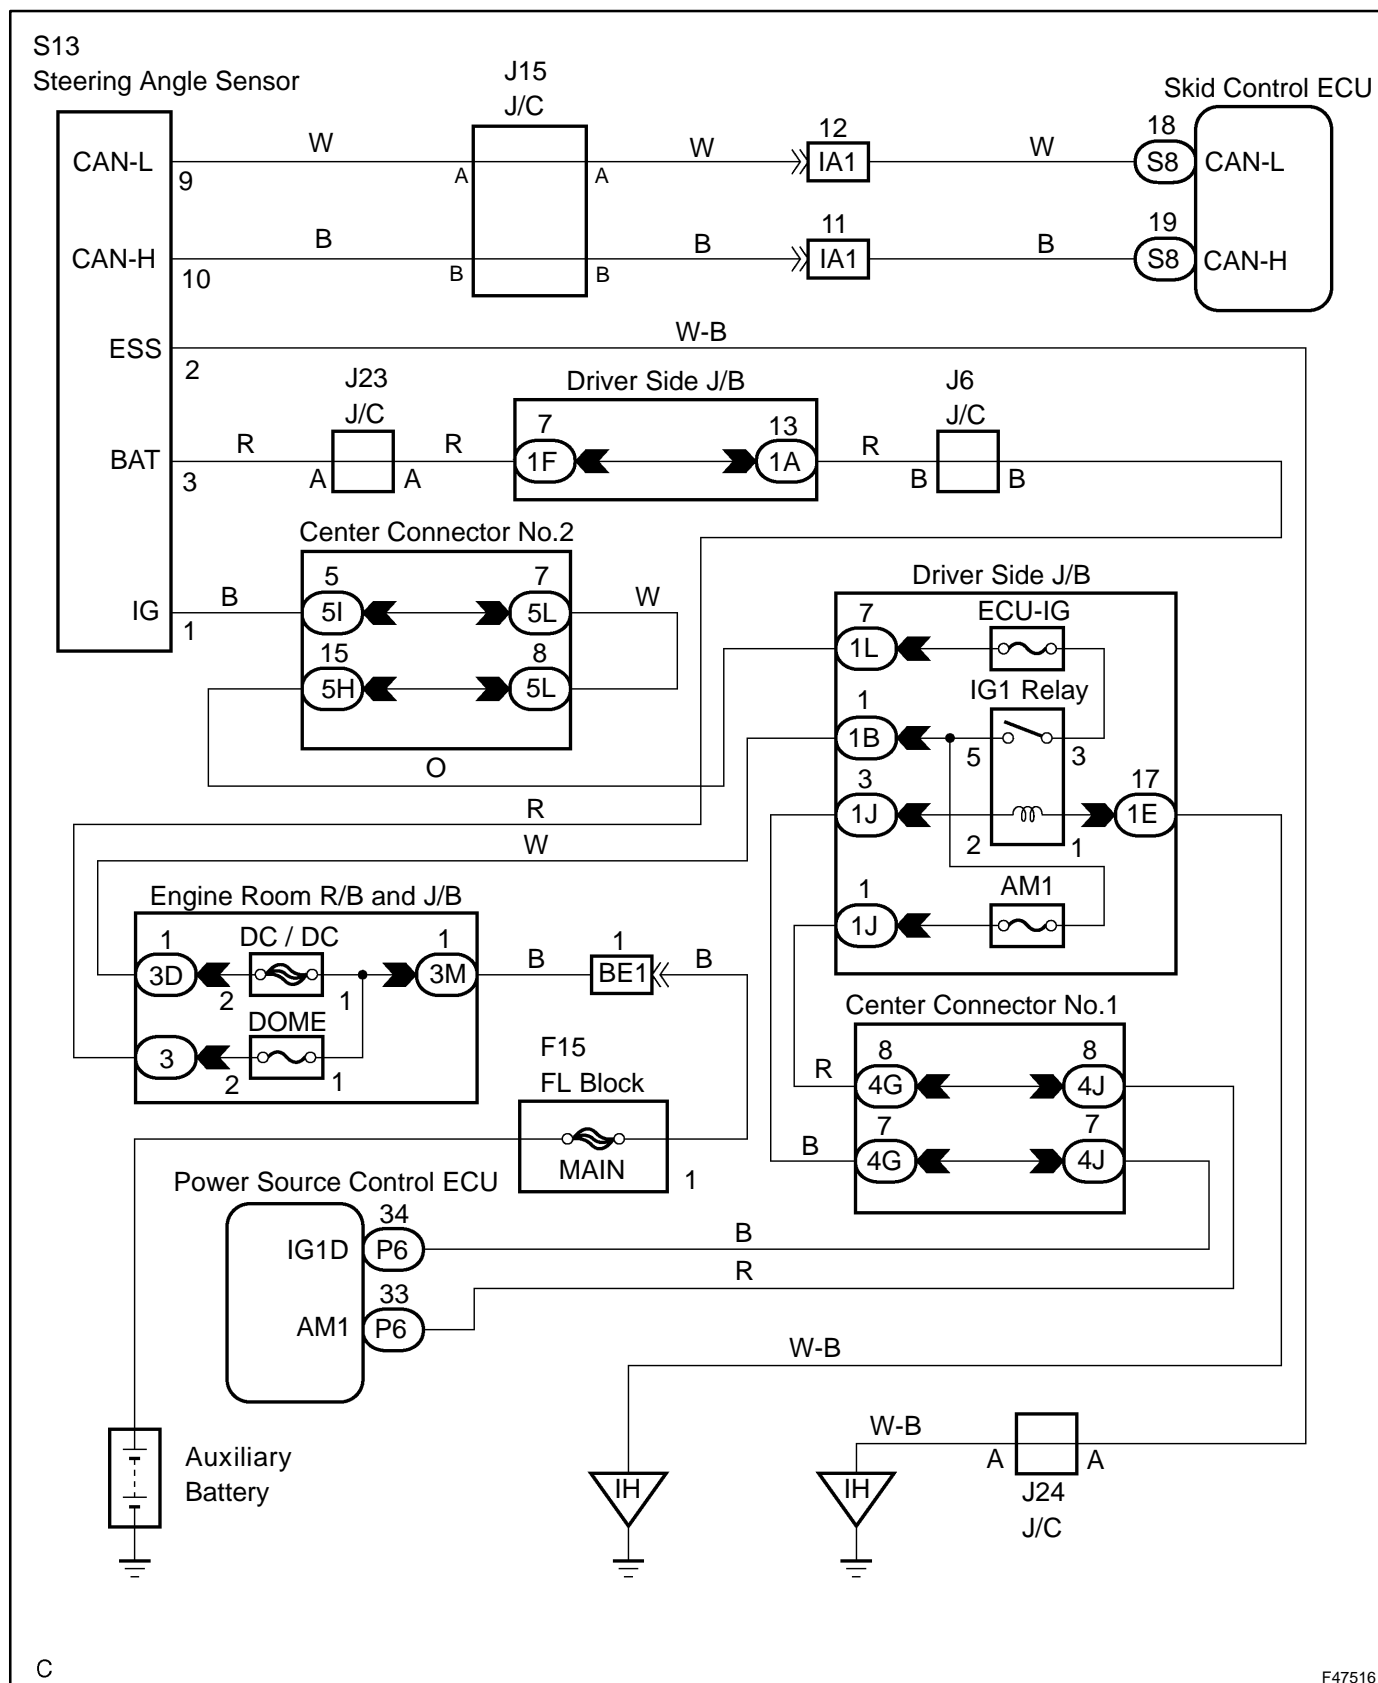 S13
Steering Angle Sensor
J15
J/C
Skid Control ECU
CAN-L
9
W
A
A
W
12
IA1
W
18
S8
CAN-L
CAN-H
10
B
B
B
B
11
IA1
B
19
S8
CAN-H
ESS
2
W-B
J23
J/C
Driver Side J/B
J6
J/C
BAT
3
R
A
A
R
7
1F
13
1A
R
B
B
Center Connector No.2
IG
1
B
5
5I
7
5L
W
15
5H
8
5L
O
Driver Side J/B
7
1L
ECU-IG
IG1 Relay
1
1B
5
3
3
1J
2
1
17
1E
1
1J
AM1
R
W
Engine Room R/B and J/B
1
3D
DC / DC
2
1
1
3M
B
1
BE1
B
3
DOME
2
1
F15
FL Block
MAIN
1
Center Connector No.1
R
8
4G
8
4J
B
7
4G
7
4J
Power Source Control ECU
IG1D
34
P6
B
AM1
33
P6
R
W-B
W-B
A
A
J24
J/C
Auxiliary
Battery
IH
IH
C
F47516